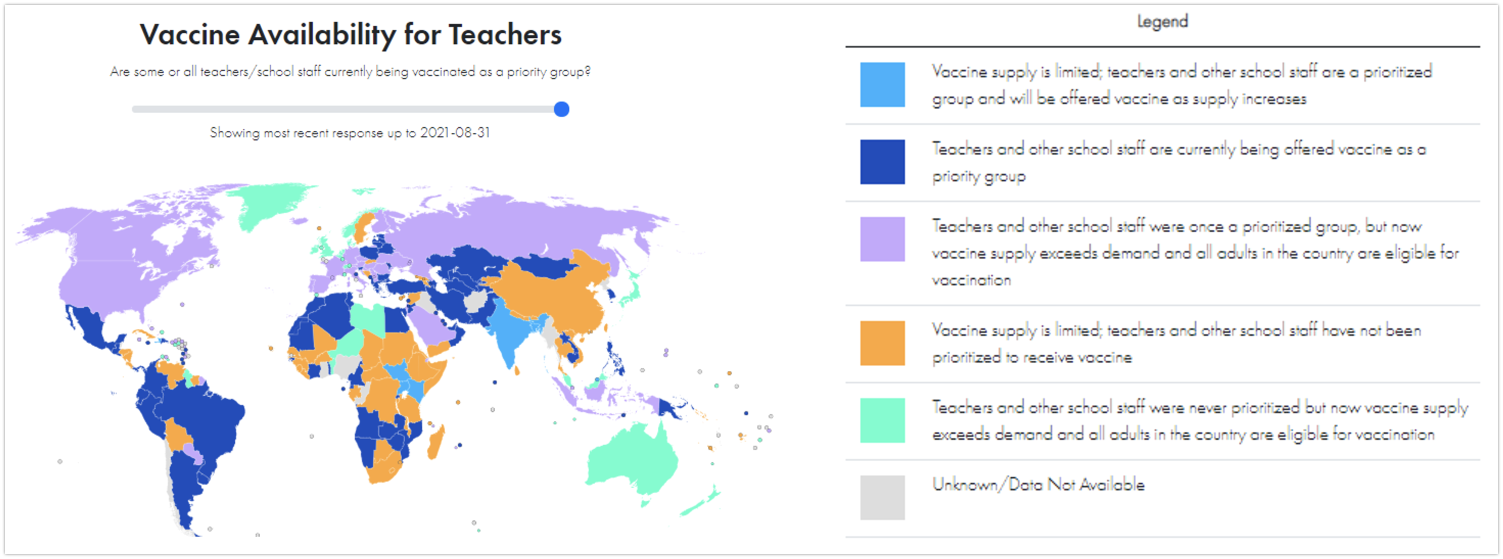 Vaccine Availability for Teachers
Are some or all teachers/school staff currently being vaccinated as a priority group?
Showing most recent response up to 2021-08-31
Legend
Vaccine supply is limited; teachers and other school staff are a prioritized
group and will be offered vaccine as supply increases
Teachers and other school staff are currently being offered vaccine as a
priority group
Teachers and other school staff were once a prioritized group, but now
vaccine supply exceeds demand and all adults in the country are eligible for
vaccination
Vaccine supply is limited; teachers and other school staff have not been
prioritized to receive vaccine
Teachers and other school staff were never prioritized but now vaccine supply
exceeds demand and all adults in the country are eligible for vaccination
Unknown/Data Not Available